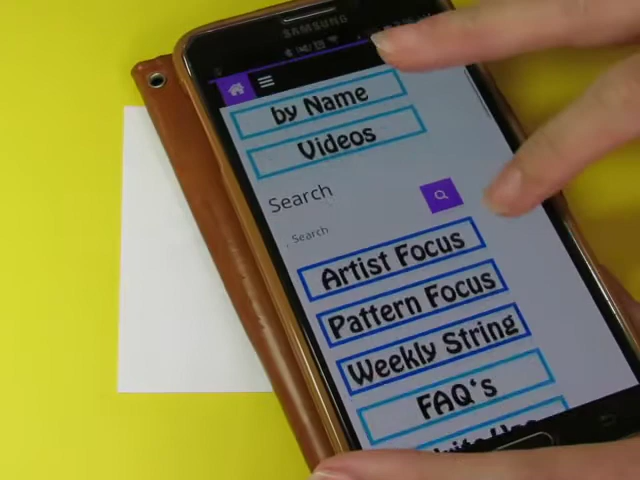 SAMSUNG
by Name
Videos
Search
Search
Artist Focus
Pattern Focus
Weekly String
FAQ's